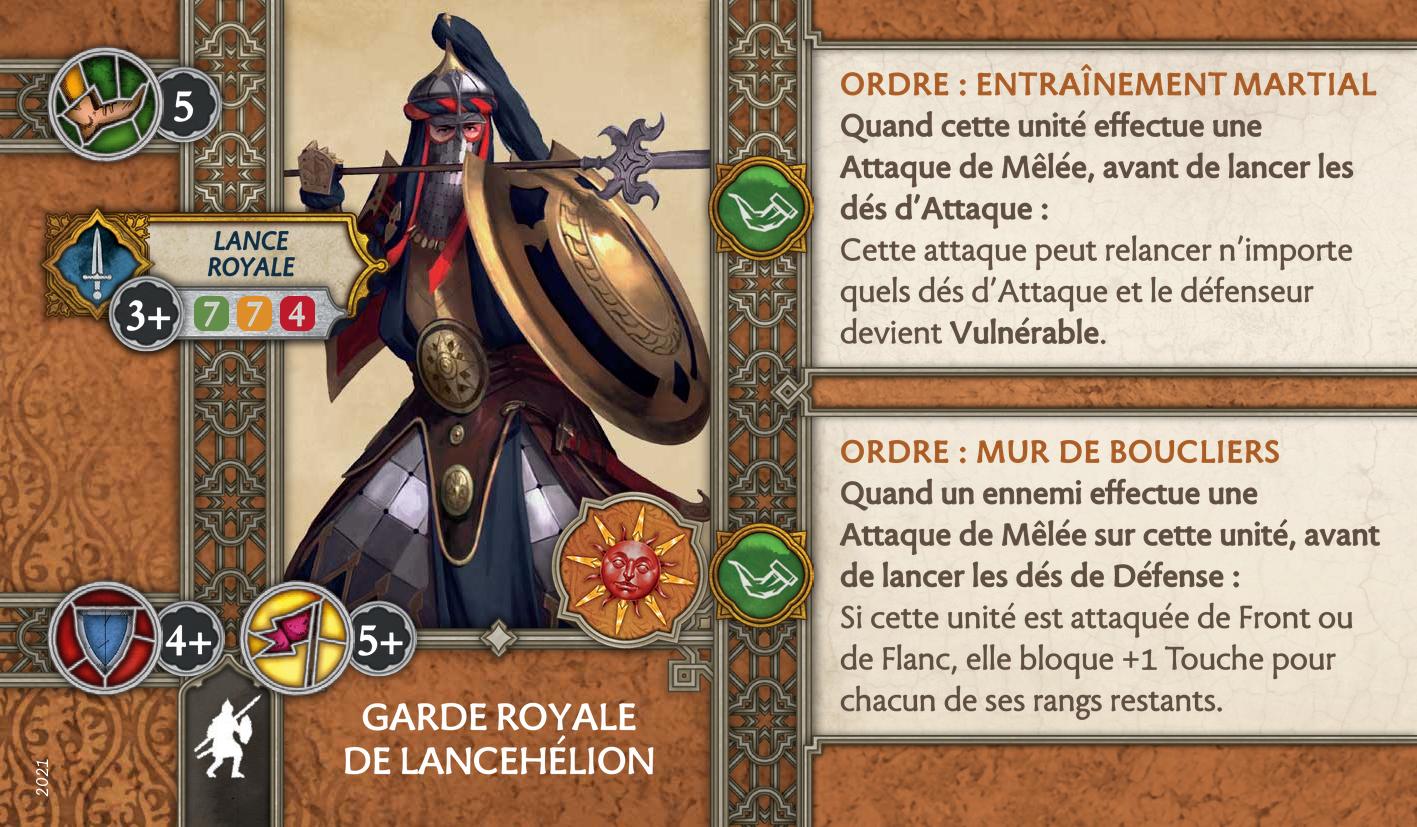 5
LANCE
ROYALE
3+ 7 7 4
4+ 5+
GARDE ROYALE
DE LANCEHÉLION
2021
ORDRE : ENTRAÎNEMENT MARTIAL
Quand cette unité effectue une
Attaque de Mêlée, avant de lancer les
dés d’Attaque :
Cette attaque peut relancer n’importe
quels dés d’Attaque et le défenseur
devient Vulnérable.
ORDRE : MUR DE BOUCLIERS
Quand un ennemi effectue une
Attaque de Mêlée sur cette unité, avant
de lancer les dés de Défense :
Si cette unité est attaquée de Front ou
de Flanc, elle bloque +1 Touche pour
chacun de ses rangs restants.